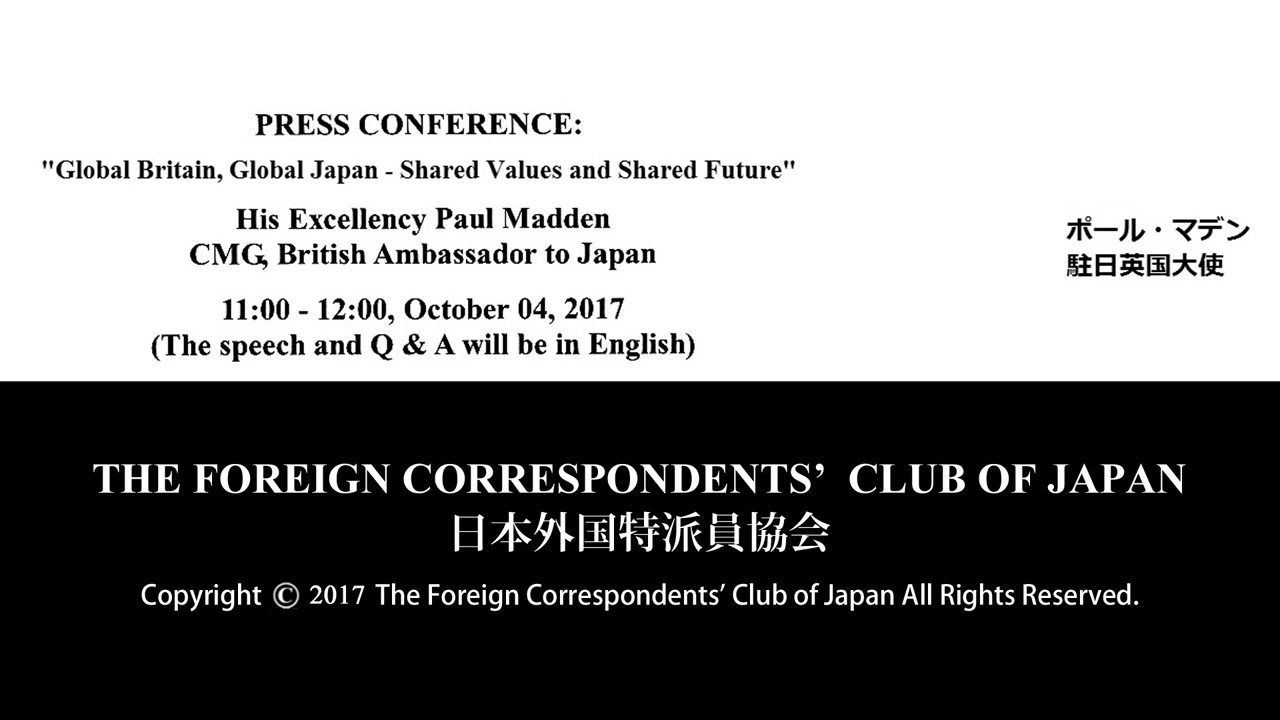 PRESS CONFERENCE:
"Global Britain, Global Japan - Shared Values and Shared Future"
His Excellency Paul Madden
CMG, British Ambassador to Japan
11:00 - 12:00, October 04, 2017
(The speech and Q & A will be in English)
ポール・マデン
駐日英国大使
THE FOREIGN CORRESPONDENTS’ CLUB OF JAPAN
日本外国特派員協会
Copyright © 2017 The Foreign Correspondents’ Club of Japan All Rights Reserved.